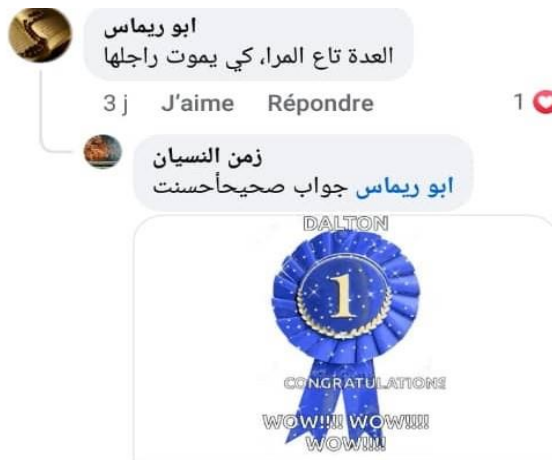 ابو ريماس
العدة تاع المرا، كي يموت راجلها
3 j J'aime Répondre 1
زمن النسيان
ابو ريماس جواب صحيحأحسنت
DALTON
1
CONGRATULATIONS
WOW!!!! WOW!!!!!
WOW!!!!